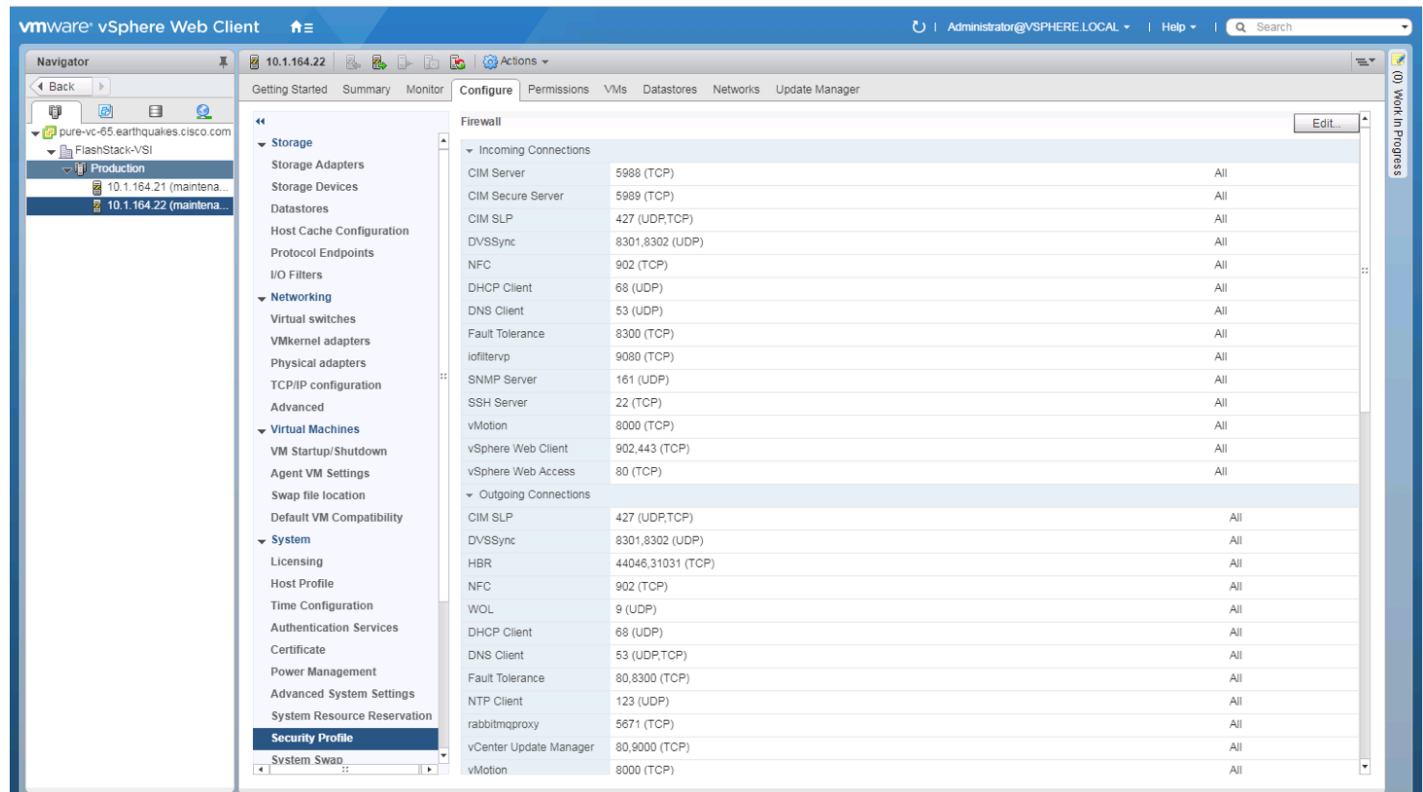 vmware® vSphere Web Client
Administrator@VSPHERE.LOCAL | Help | Search
Navigator
Back
pure-vc-65.earthquakes.cisco.com
FlashStack-VSI
Production
10.1.164.21 (maintena...
10.1.164.22 (maintena...
10.1.164.22 Actions
Getting Started Summary Monitor Configure Permissions VMs Datastores Networks Update Manager
Storage
Storage Adapters
Storage Devices
Datastores
Host Cache Configuration
Protocol Endpoints
I/O Filters
Networking
Virtual switches
VMkernel adapters
Physical adapters
TCP/IP configuration
Advanced
Virtual Machines
VM Startup/Shutdown
Agent VM Settings
Swap file location
Default VM Compatibility
System
Licensing
Host Profile
Time Configuration
Authentication Services
Certificate
Power Management
Advanced System Settings
System Resource Reservation
Security Profile
System Swap
Firewall
Edit...
Incoming Connections
CIM Server 5988 (TCP) All
CIM Secure Server 5989 (TCP) All
CIM SLP 427 (UDP,TCP) All
DVSSync 8301,8302 (UDP) All
NFC 902 (TCP) All
DHCP Client 68 (UDP) All
DNS Client 53 (UDP) All
Fault Tolerance 8300 (TCP) All
iofiltervp 9080 (TCP) All
SNMP Server 161 (UDP) All
SSH Server 22 (TCP) All
vMotion 8000 (TCP) All
vSphere Web Client 902,443 (TCP) All
vSphere Web Access 80 (TCP) All
Outgoing Connections
CIM SLP 427 (UDP,TCP) All
DVSSync 8301,8302 (UDP) All
HBR 44046,31031 (TCP) All
NFC 902 (TCP) All
WOL 9 (UDP) All
DHCP Client 68 (UDP) All
DNS Client 53 (UDP,TCP) All
Fault Tolerance 80,8300 (TCP) All
NTP Client 123 (UDP) All
rabbitmqproxy 5671 (TCP) All
vCenter Update Manager 80,9000 (TCP) All
vMotion 8000 (TCP) All
(0) Work In Progress